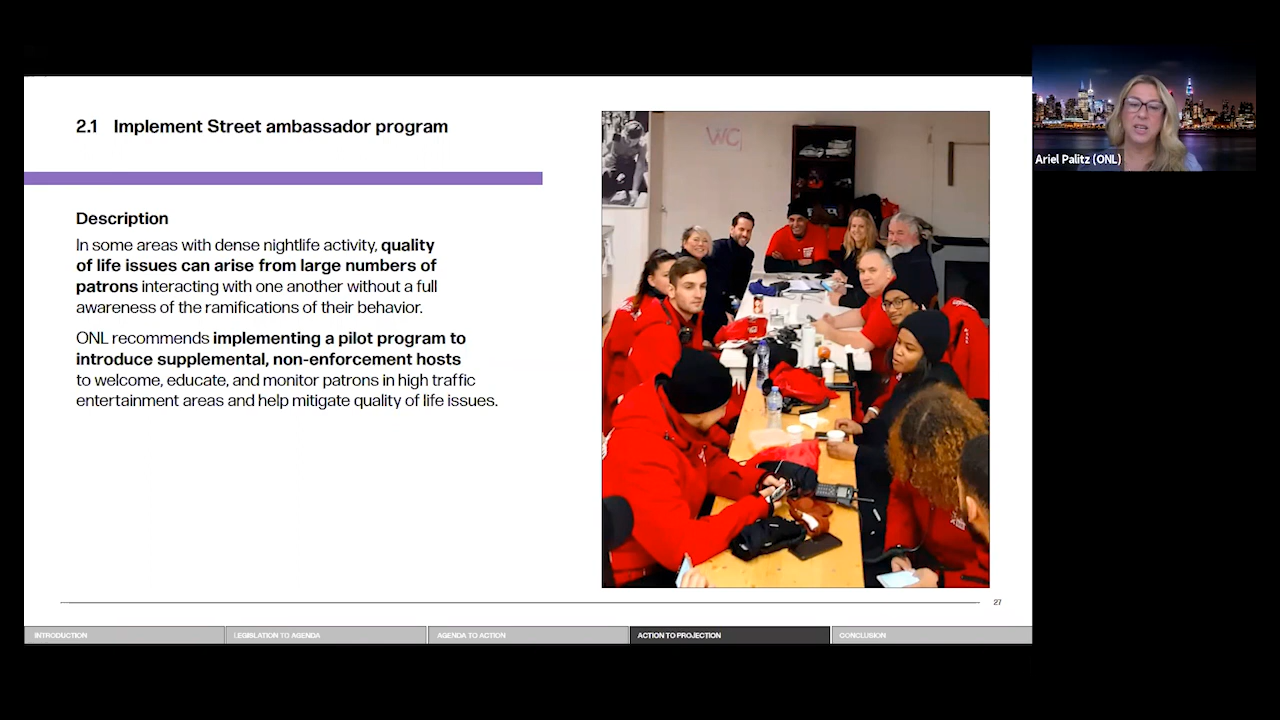 2.1 Implement Street ambassador program
Description
In some areas with dense nightlife activity, quality
of life issues can arise from large numbers of
patrons interacting with one another without a full
awareness of the ramifications of their behavior.
ONL recommends implementing a pilot program to
introduce supplemental, non-enforcement hosts
to welcome, educate, and monitor patrons in high traffic
entertainment areas and help mitigate quality of life issues.
WC
Ariel Palitz (ONL)
27
INTRODUCTION
LEGISLATION TO AGENDA
AGENDA TO ACTION
ACTION TO PROJECTION
CONCLUSION